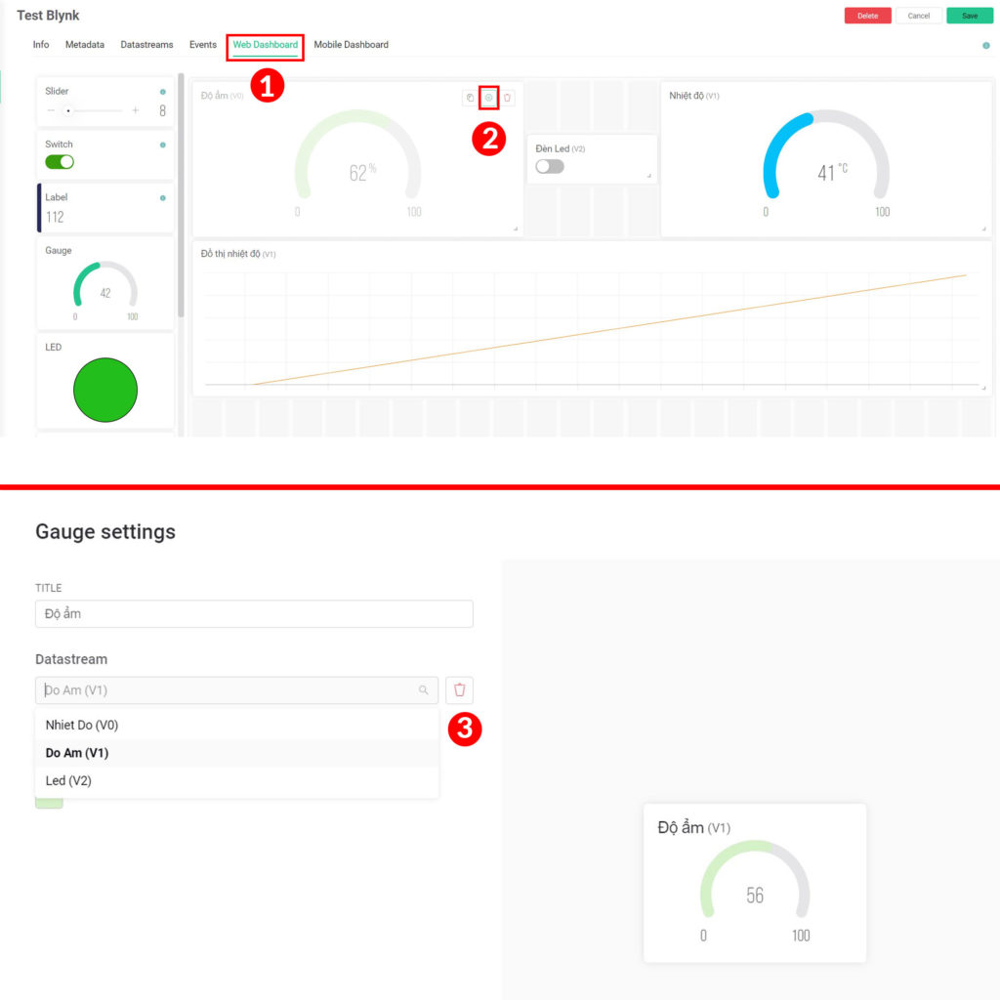 Test Blynk
Delete
Cancel
Save
Info
Metadata
Datastreams
Events
Web Dashboard
Mobile Dashboard
1
Slider
8
Switch
Label
112
Gauge
42
0
100
LED
Độ ẩm (V0)
2
62%
0
100
Đèn Led (V2)
Nhiệt độ (V1)
41°C
0
100
Đồ thị nhiệt độ (V1)
Gauge settings
TITLE
Độ ẩm
Datastream
Do Am (V1)
3
Nhiet Do (V0)
Do Am (V1)
Led (V2)
Độ ẩm (V1)
56
0
100